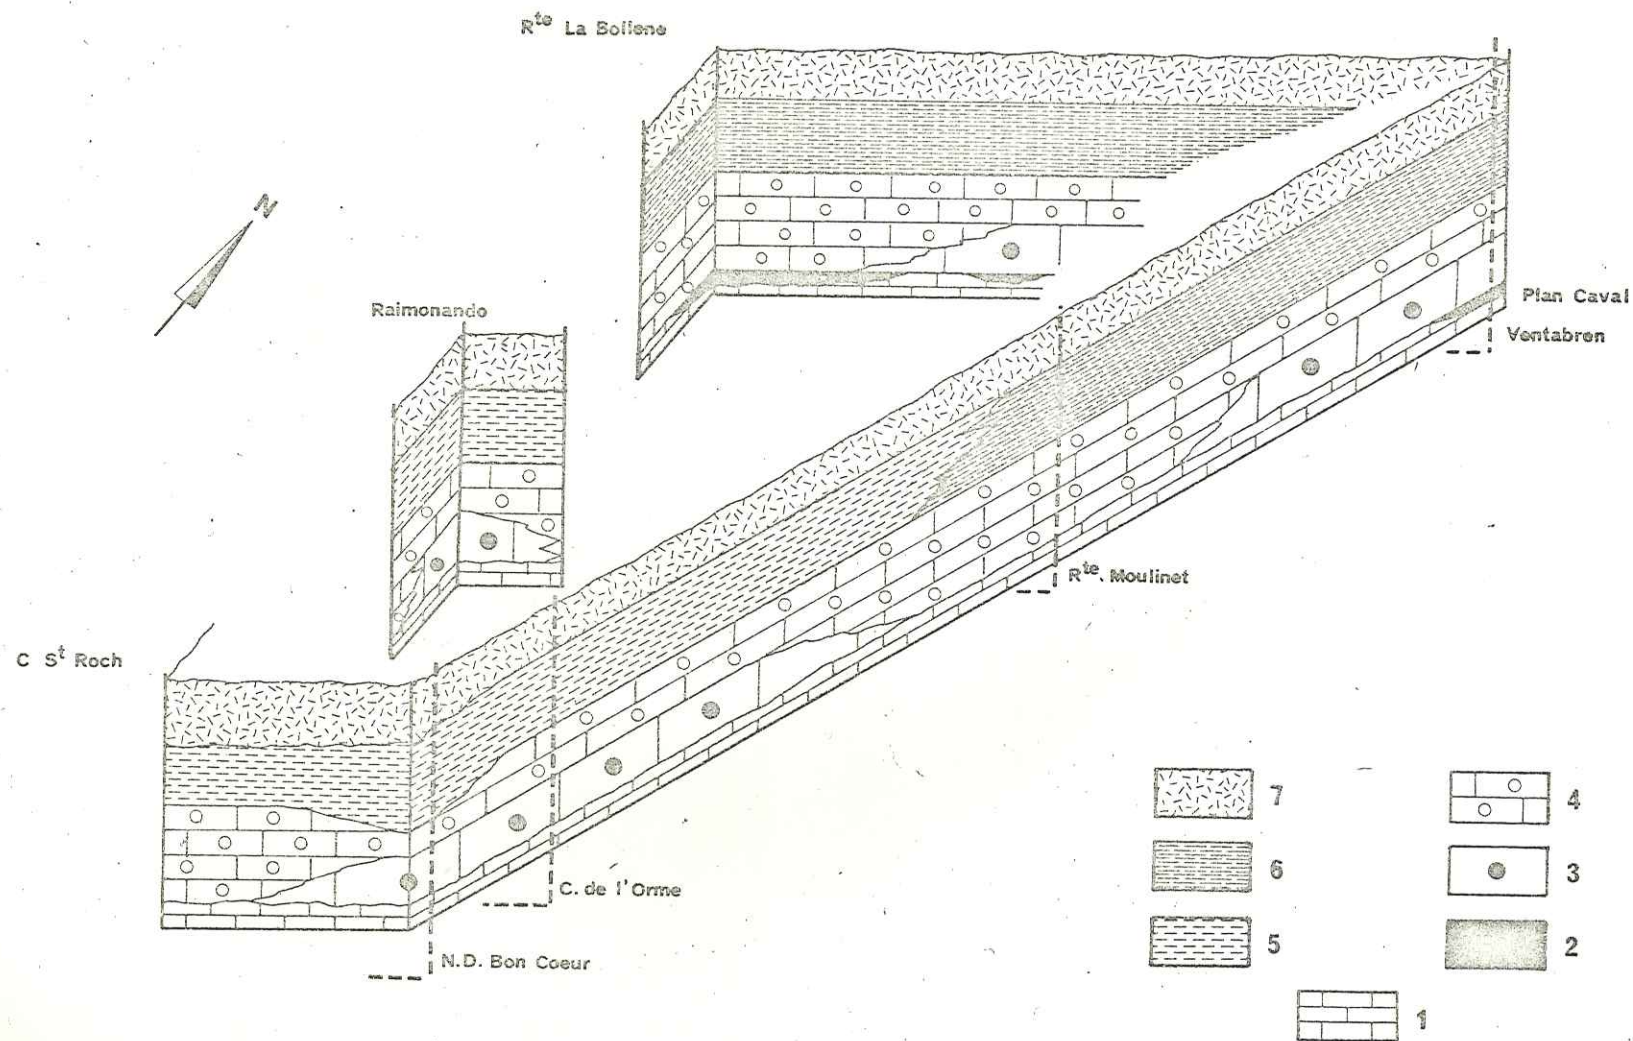 Rte La Bollene
N
Raimonando
Plan Caval
Ventabren
Rte. Moulinet
C St Roch
C. de l'Orme
N.D. Bon Coeur
7
4
6
3
5
2
1